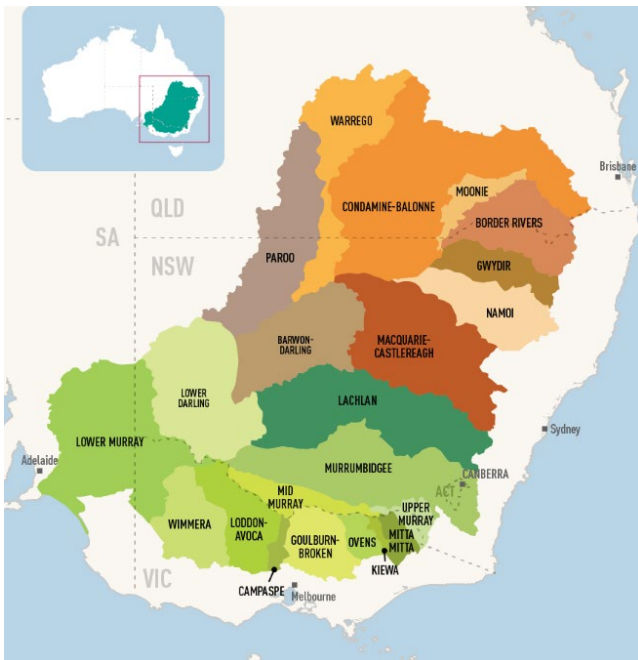 WARREGO
Brisbane
MOONIE
CONDAMINE-BALONNE
QLD
BORDER RIVERS
SA
NSW
PAROO
GWYDIR
NAMOI
BARWON-
DARLING
MACQUARIE-
CASTLEREAGH
LOWER
DARLING
LACHLAN
Sydney
LOWER MURRAY
Adelaide
MURRUMBIDGEE
CANBERRA
ACT
MID
MURRAY
UPPER
MURRAY
WIMMERA
LODDON-
AVOCA
GOULBURN-
BROKEN
OVENS
MITTA
MITTA
KIEWA
VIC
CAMPASPE
Melbourne